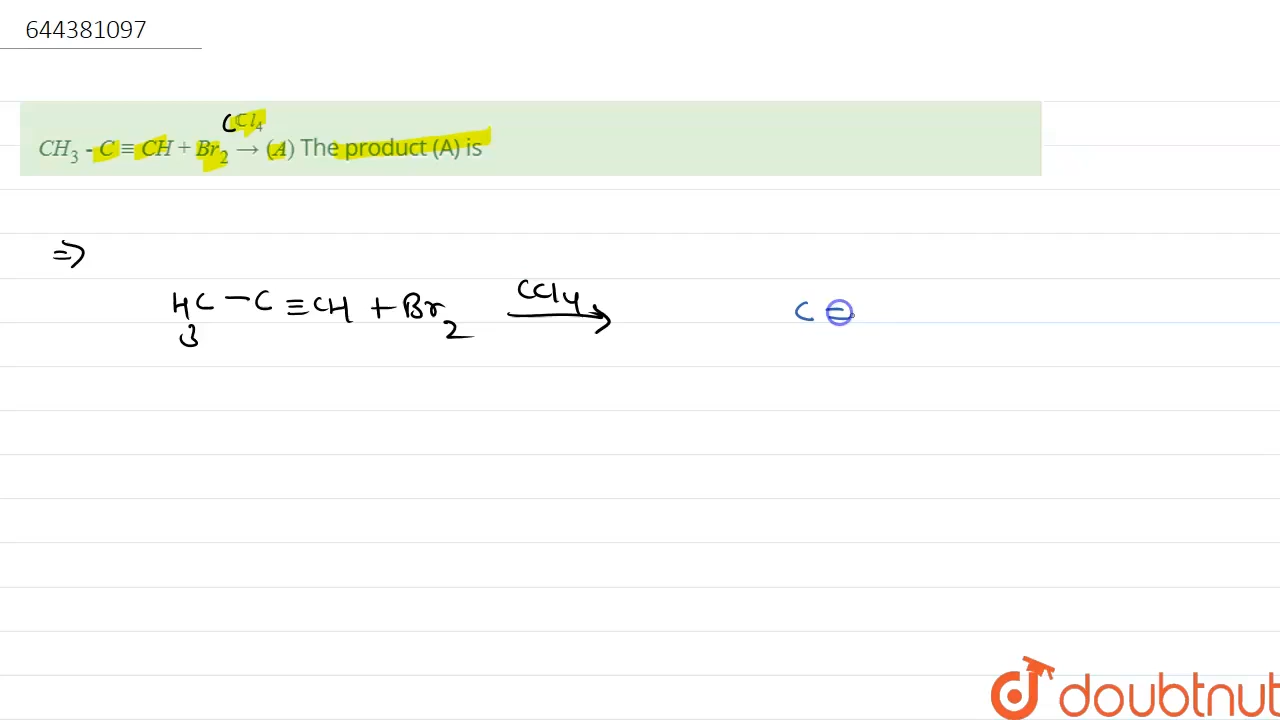 644381097
CCl4
CH3 - C ≡ CH + Br2 → (A) The product (A) is
⇒
H3C – C ≡ CH + Br2 CCl4 → C =
doubtnut